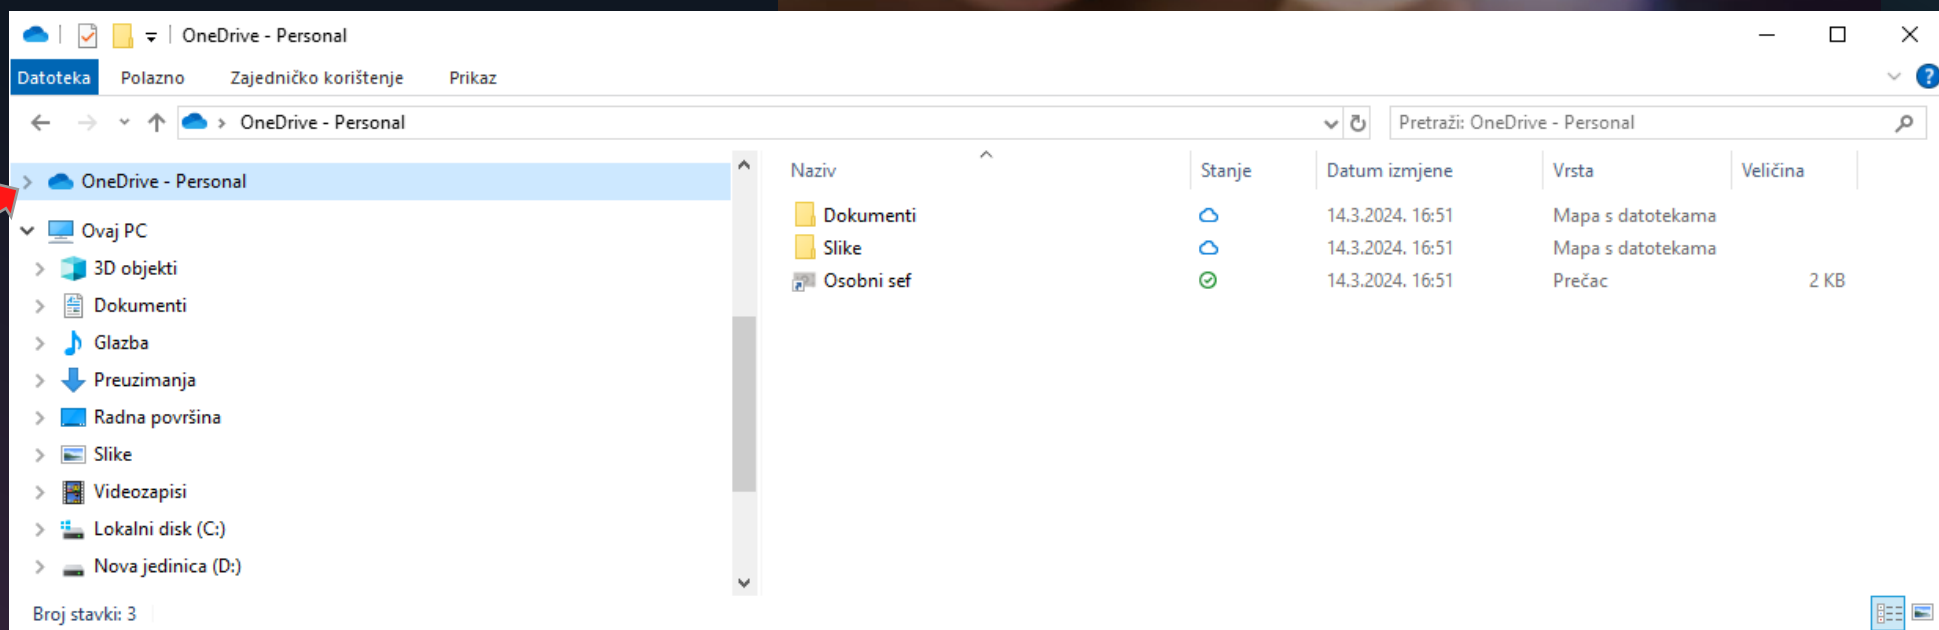 OneDrive - Personal
Datoteka Polazno Zajedničko korištenje Prikaz
OneDrive - Personal Pretraži: OneDrive - Personal
OneDrive - Personal
Ovaj PC
3D objekti
Dokumenti
Glazba
Preuzimanja
Radna površina
Slike
Videozapisi
Lokalni disk (C:)
Nova jedinica (D:)
Naziv Stanje Datum izmjene Vrsta Veličina
Dokumenti 14.3.2024. 16:51 Mapa s datotekama
Slike 14.3.2024. 16:51 Mapa s datotekama
Osobni sef 14.3.2024. 16:51 Prečac 2 KB
Broj stavki: 3